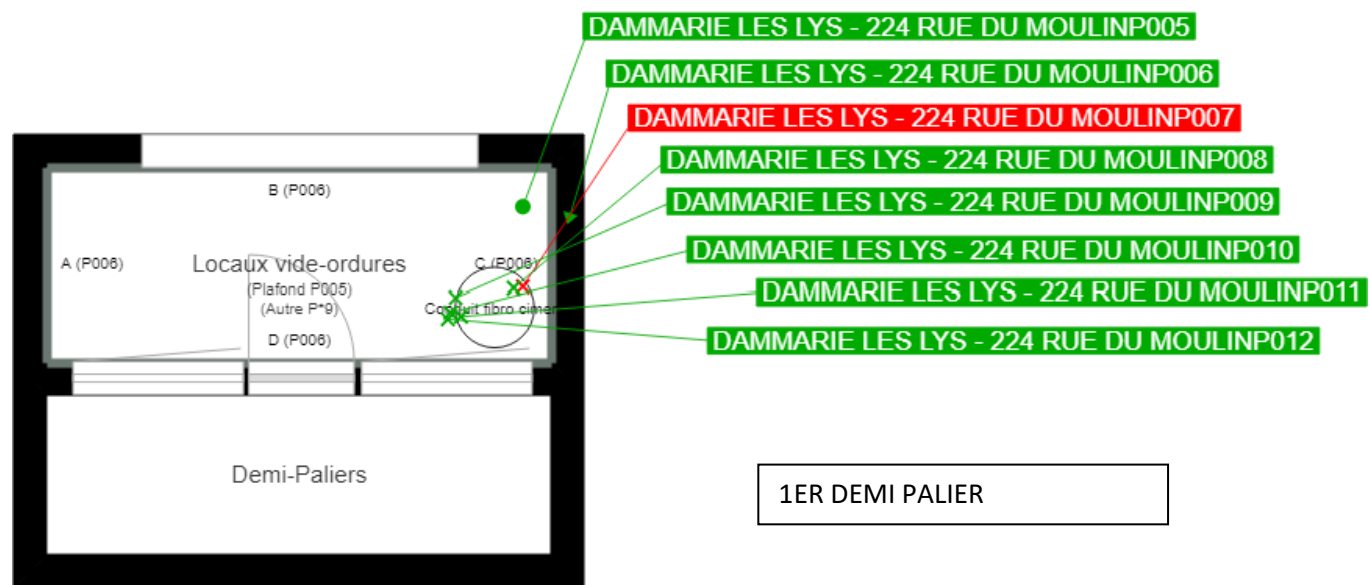 DAMMARIE LES LYS - 224 RUE DU MOULINP005
DAMMARIE LES LYS - 224 RUE DU MOULINP006
DAMMARIE LES LYS - 224 RUE DU MOULINP007
DAMMARIE LES LYS - 224 RUE DU MOULINP008
DAMMARIE LES LYS - 224 RUE DU MOULINP009
DAMMARIE LES LYS - 224 RUE DU MOULINP010
DAMMARIE LES LYS - 224 RUE DU MOULINP011
DAMMARIE LES LYS - 224 RUE DU MOULINP012
B (P006)
A (P006)
Locaux vide-ordures
(Plafond P005)
(Autre P*9)
C (P006)
Conduit fibro cimen
D (P006)
Demi-Paliers
1ER DEMI PALIER